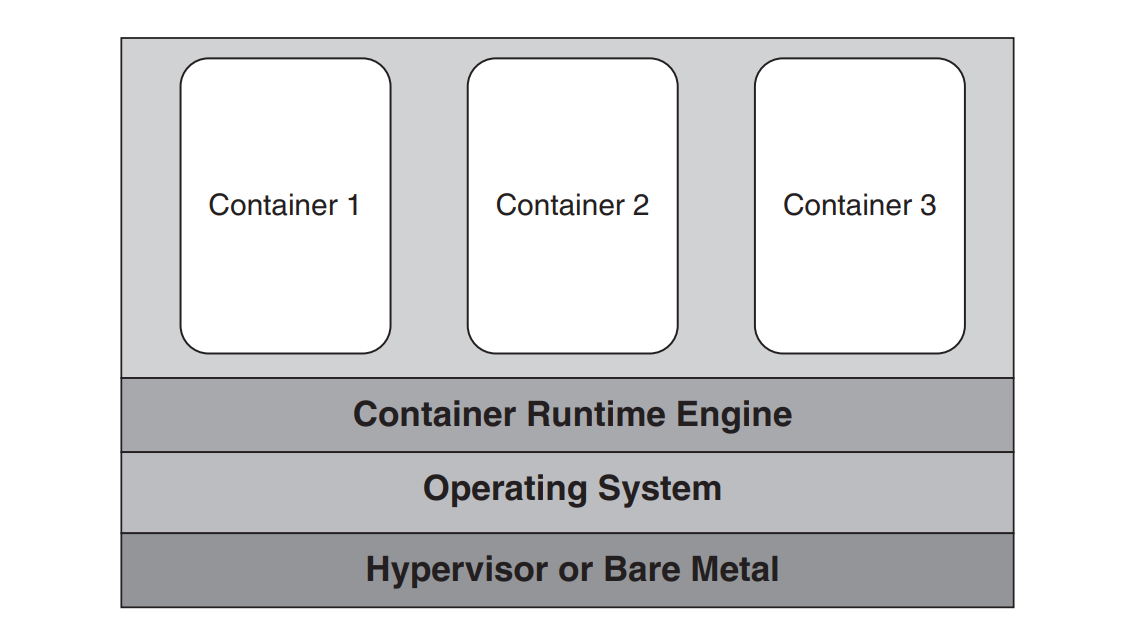 Container 1
Container 2
Container 3
Container Runtime Engine
Operating System
Hypervisor or Bare Metal